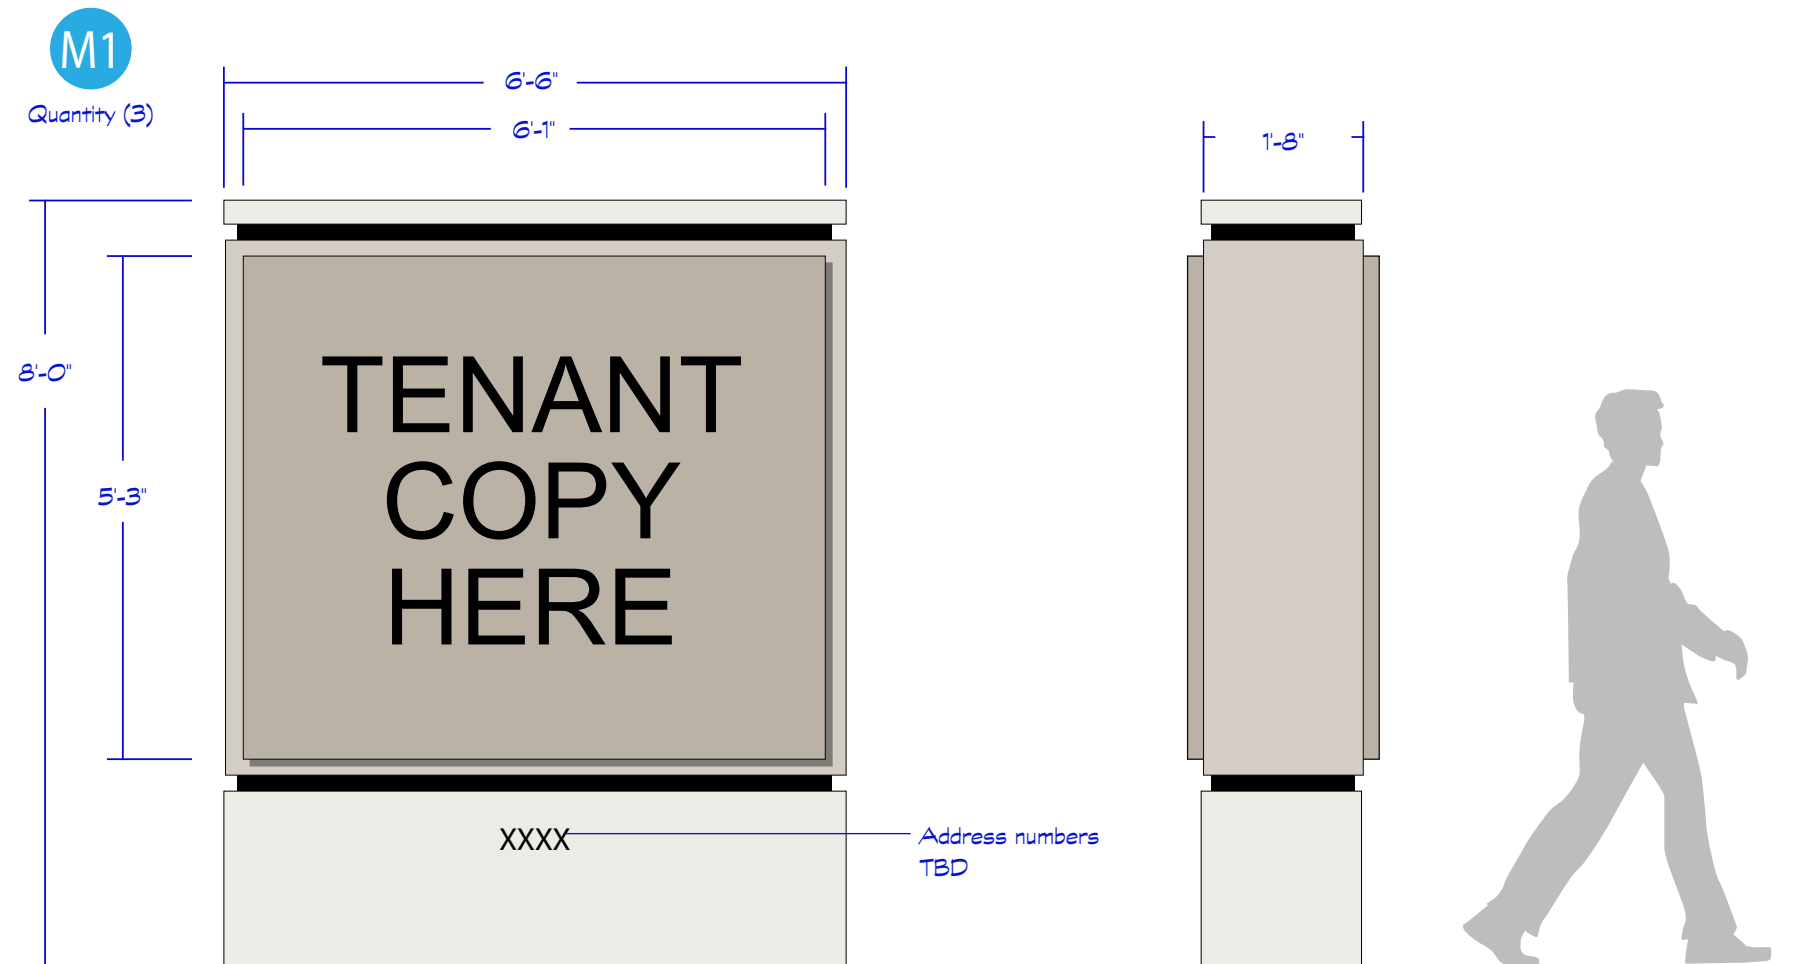 M1
Quantity (3)
6'-6"
6'-1"
1'-8"
8'-0"
5'-3"
TENANT
COPY
HERE
XXXX
Address numbers
TBD